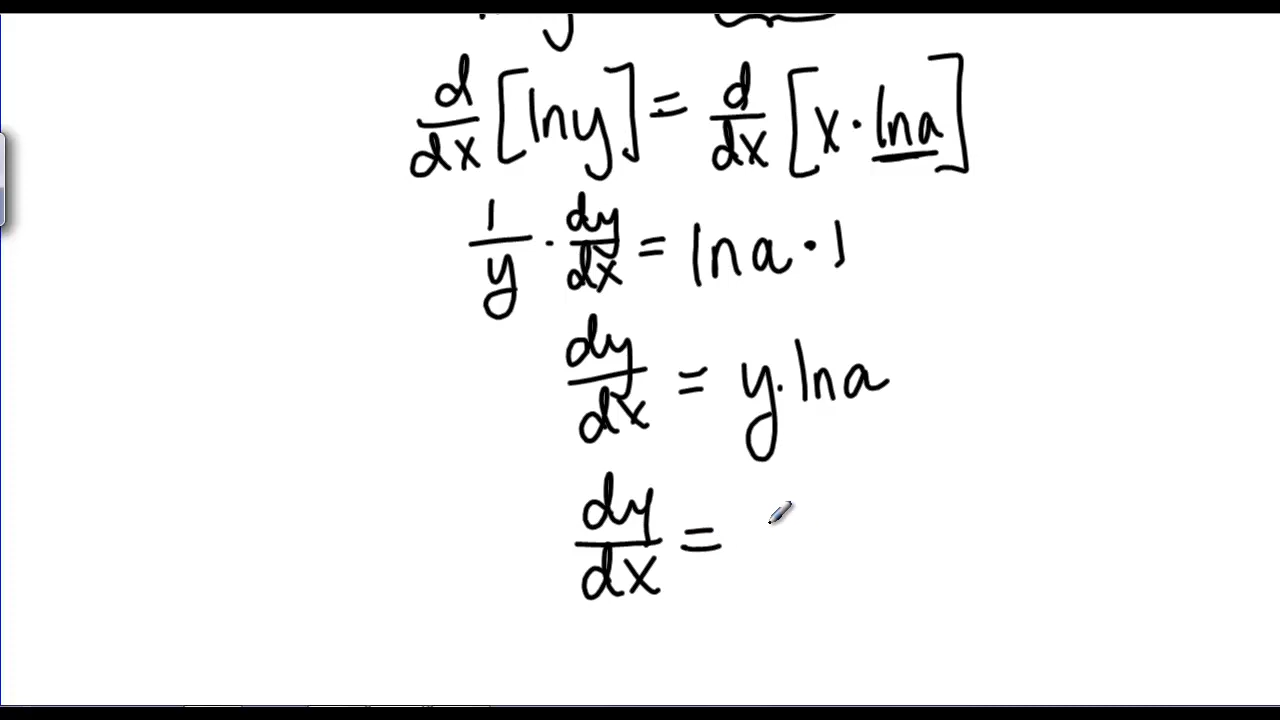 d/dx [ln y] = d/dx [x · ln a]
1/y · dy/dx = ln a · 1
dy/dx = y · ln a
dy/dx =